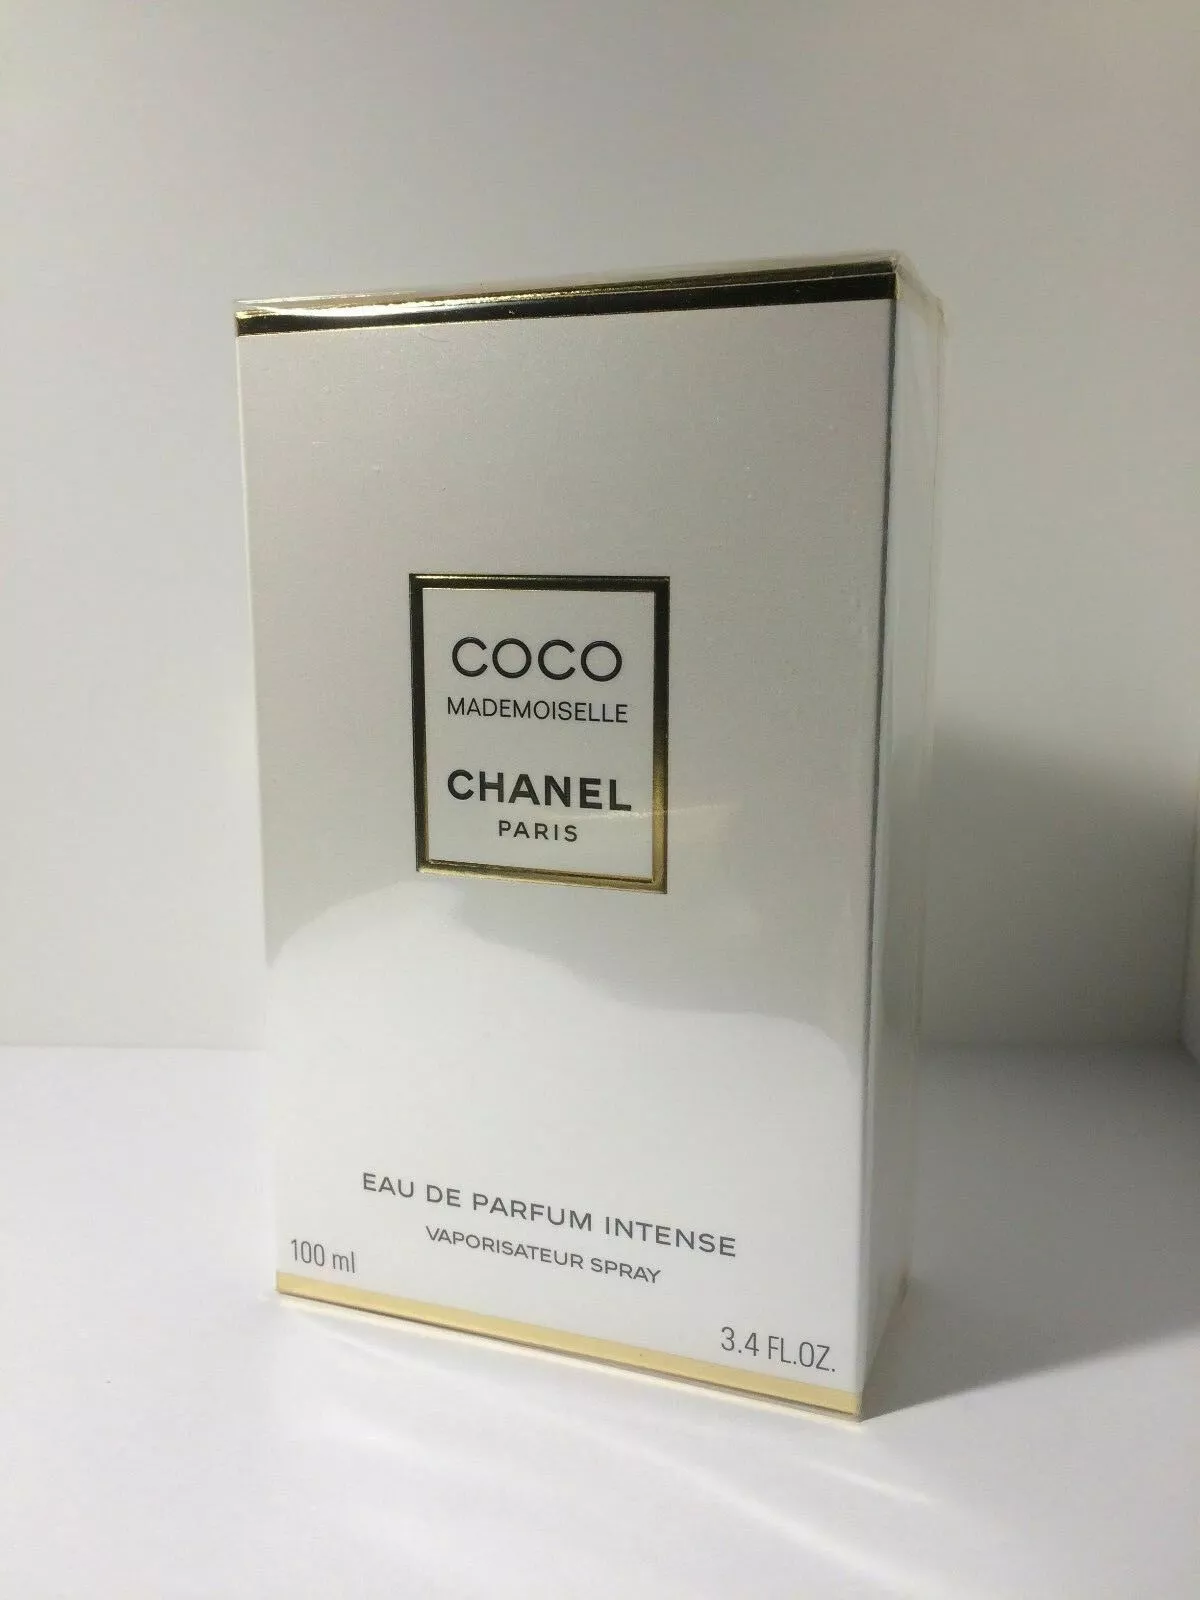 COCO
MADEMOISELLE
CHANEL
PARIS
EAU DE PARFUM INTENSE
VAPORISATEUR SPRAY
100 ml
3.4 FL.OZ.